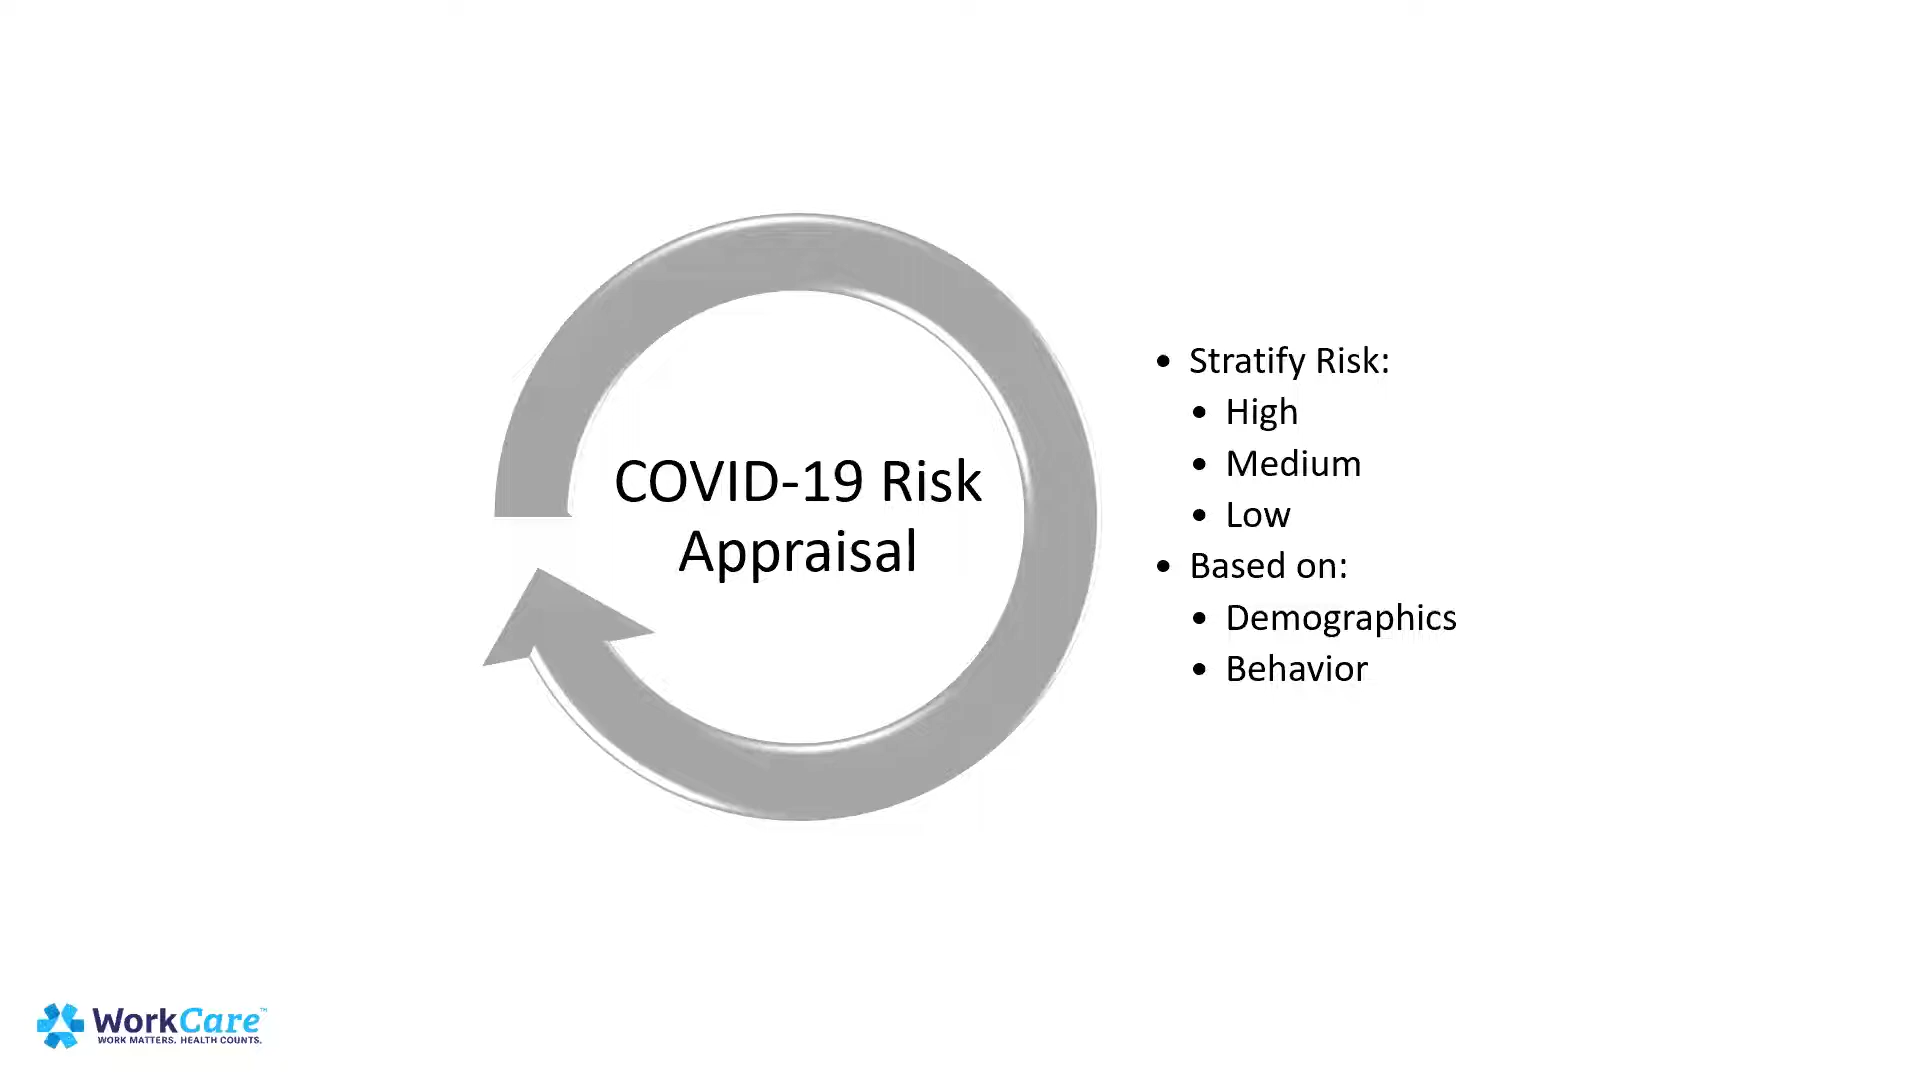 COVID-19 Risk
Appraisal
• Stratify Risk:
• High
• Medium
• Low
• Based on:
• Demographics
• Behavior
WorkCare™
WORK MATTERS. HEALTH COUNTS.